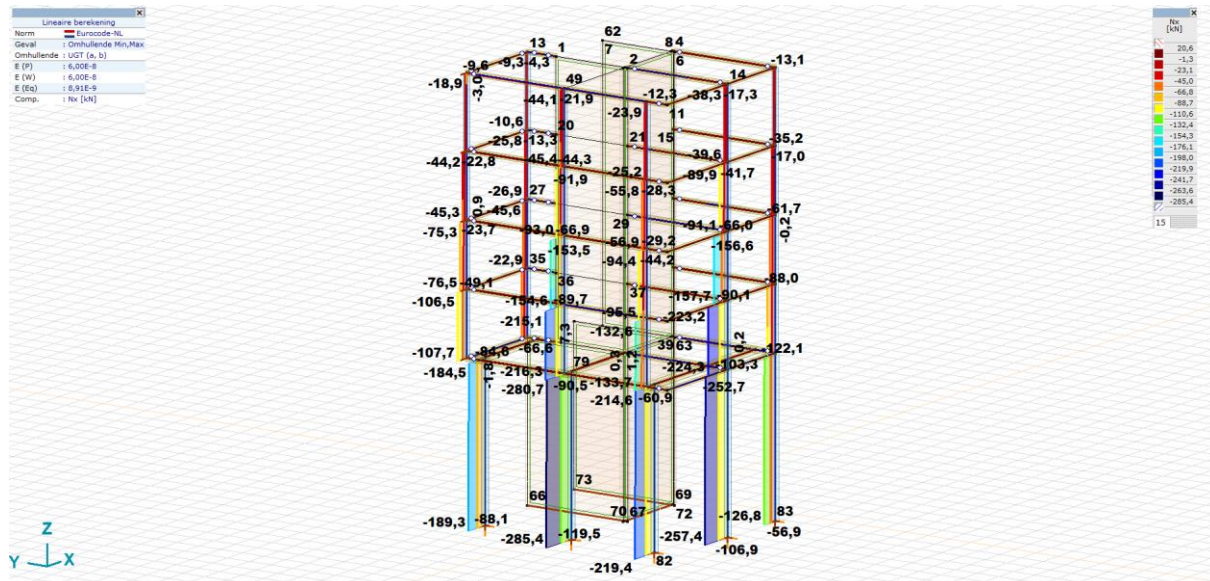 Lineaire berekening
Norm Eurocode-NL
Geval : Omhullende Min,Max
Omhullende : UGT (a, b)
E (P) : 6,00E-8
E (W) : 6,00E-8
E (Eq) : 8,91E-9
Comp. : Nx [kN]
Nx
[kN]
20,6
-1,3
-23,1
-45,0
-66,8
-88,7
-110,6
-132,4
-154,3
-176,1
-198,0
-219,9
-241,7
-263,6
-285,4
15
62
13 1 7 84
2 6
-9,6 -9,3 -4,3 -13,1
-18,9 -3,0 49 14
-44,1 -21,9 -12,3 -38,3 -17,3
-23,9 11
-10,6 20 15
-25,8 -13,3 21 -35,2
-44,2 -22,8 -45,4 -44,3 -39,6 -17,0
-91,9 -25,2 -89,9 -41,7
-55,8 -28,3
-26,9 27
-45,3 -45,6 0,9 29 -61,7
-75,3 -23,7 -93,0 -66,9 -91,1 -66,0 -0,2
-153,5 -56,9 -29,2 -156,6
-94,4 -44,2
-22,9 35
-76,5 -49,1 36 -88,0
-106,5 -154,6 -89,7 37 -157,7 -90,1
-215,1 -95,5 -223,2
7,3 -132,6 0,2
-107,7 -84,8 -66,6 39 63 -122,1
-184,5 -1,8 -216,3 79 0,3 1,2 -224,3 -103,3
-280,7 -90,5 -133,7 -252,7
-214,6 -60,9
73
66 69
70 67 72
-189,3 -88,1 -126,8 83
-285,4 -119,5 -257,4 -56,9
82 -106,9
-219,4
Z
Y X